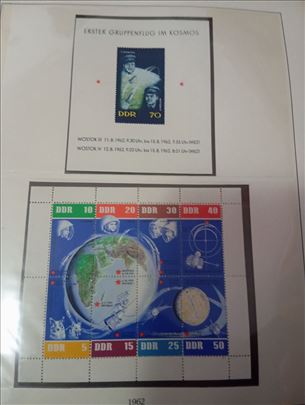 ERSTER GRUPPENFLUG IM KOSMOS
DDR 70
WOSTOK III 11.8.1962, 9.30 Uhr, bis 15.8.1962, 9.55 Uhr (MEZ)
WOSTOK IV 12.8.1962, 9.02 Uhr, bis 15.8.1962, 8.01 Uhr (MEZ)
DDR 10 DDR 20 DDR 30 DDR 40
DDR 5 DDR 15 DDR 25 DDR 50
1962